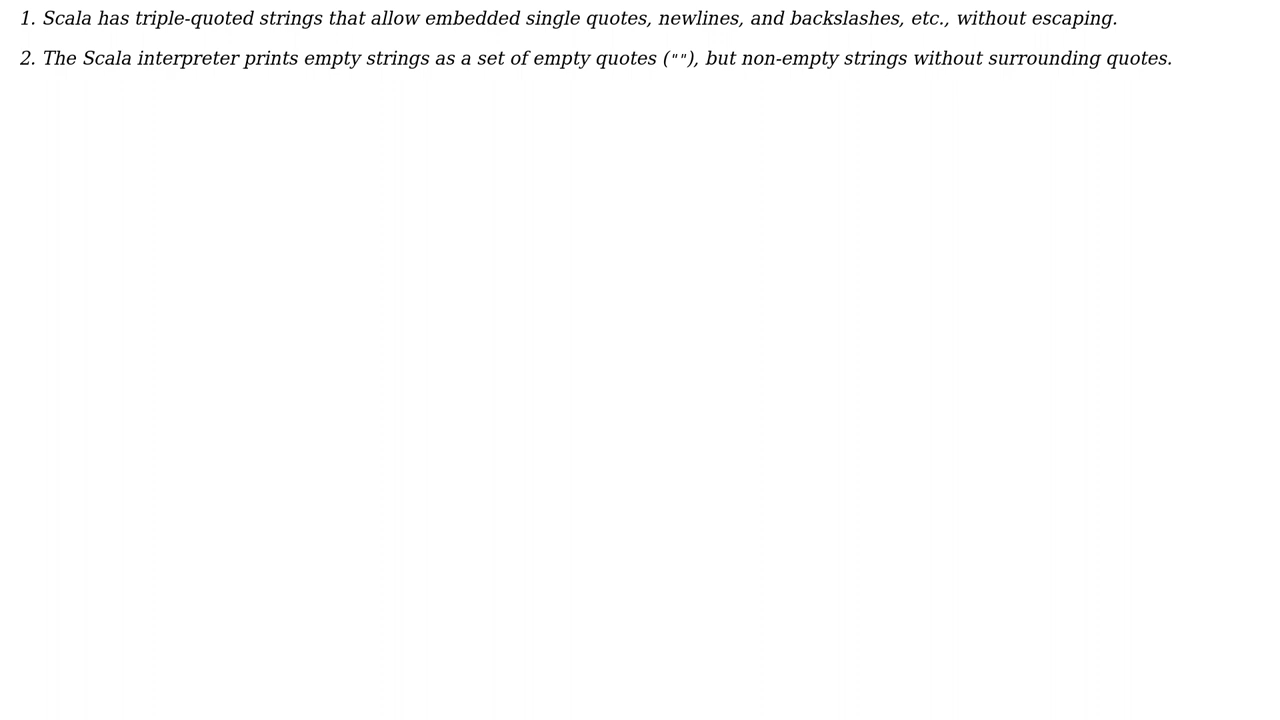 1. Scala has triple-quoted strings that allow embedded single quotes, newlines, and backslashes, etc., without escaping.
2. The Scala interpreter prints empty strings as a set of empty quotes (""), but non-empty strings without surrounding quotes.